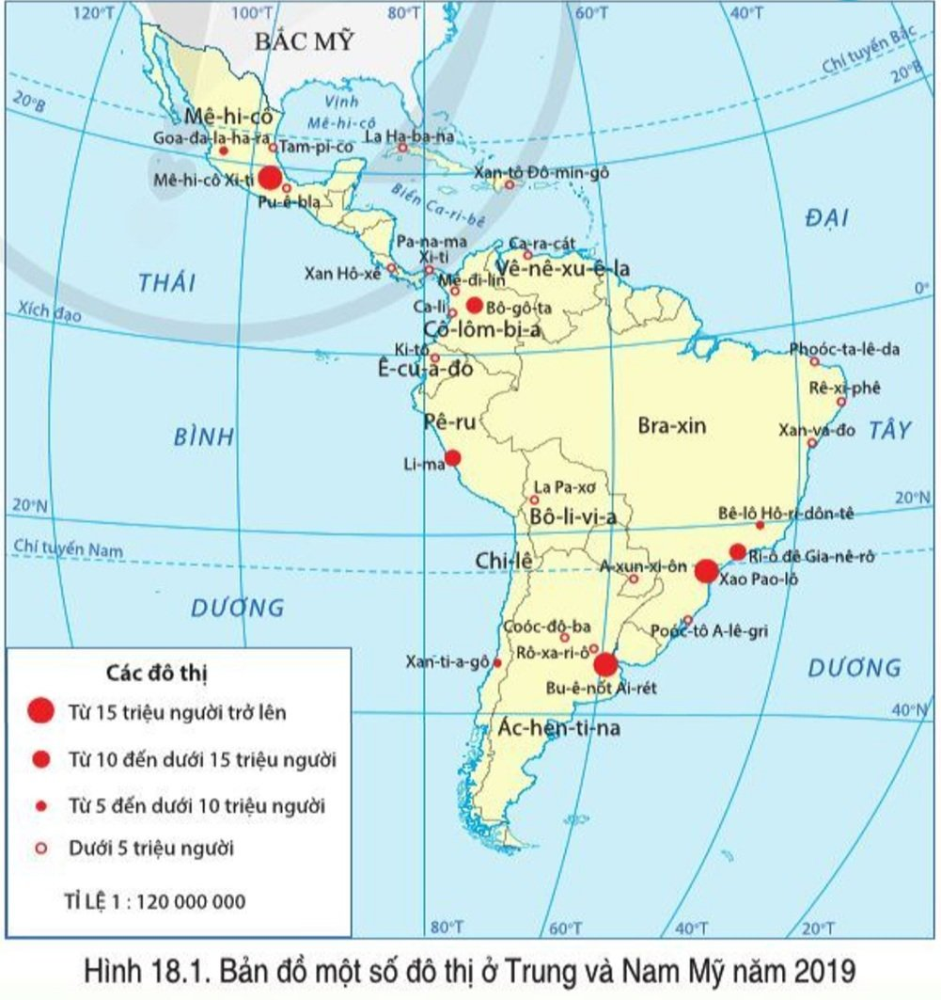 120°T
100°T
80°T
60°T
40°T
BẮC MỸ
Chí tuyến Bắc
20°B
20°B
Vịnh
Mê-hi-cô
Mê-hi-cô
Goa-đa-la-ha-ra
Tam-pi-co
La Ha-ba-na
Mê-hi-cô Xi-ti
Pu-ê-bla
Xan-tô Đô-min-gô
Biển Ca-ri-bê
ĐẠI
Pa-na-ma
Xi-ti
Ca-ra-cát
Xan Hô-xê
Vê-nê-xu-ê-la
Mê-đi-lin
THÁI
0°
Xích đạo
Ca-li
Bô-gô-ta
Cô-lôm-bi-a
Ki-tô
Ê-cu-a-đo
Phoóc-ta-lê-da
Rê-xi-phê
Pê-ru
Bra-xin
Xan-va-đo
TÂY
BÌNH
Li-ma
La Pa-xơ
20°N
20°N
Bô-li-vi-a
Bê-lô Hô-ri-dôn-tê
Chí tuyến Nam
Chi-lê
A-xun-xi-ôn
Ri-ô đê Gia-nê-rô
Xao Pao-lô
DƯƠNG
Coóc-đô-ba
Poóc-tô A-lê-gri
Rô-xa-ri-ô
Xan-ti-a-gô
DƯƠNG
Bu-ê-nốt Ai-rét
40°N
Ác-hen-ti-na
Các đô thị
Từ 15 triệu người trở lên
Từ 10 đến dưới 15 triệu người
Từ 5 đến dưới 10 triệu người
Dưới 5 triệu người
TỈ LỆ 1 : 120 000 000
80°T
60°T
40°T
20°T
Hình 18.1. Bản đồ một số đô thị ở Trung và Nam Mỹ năm 2019